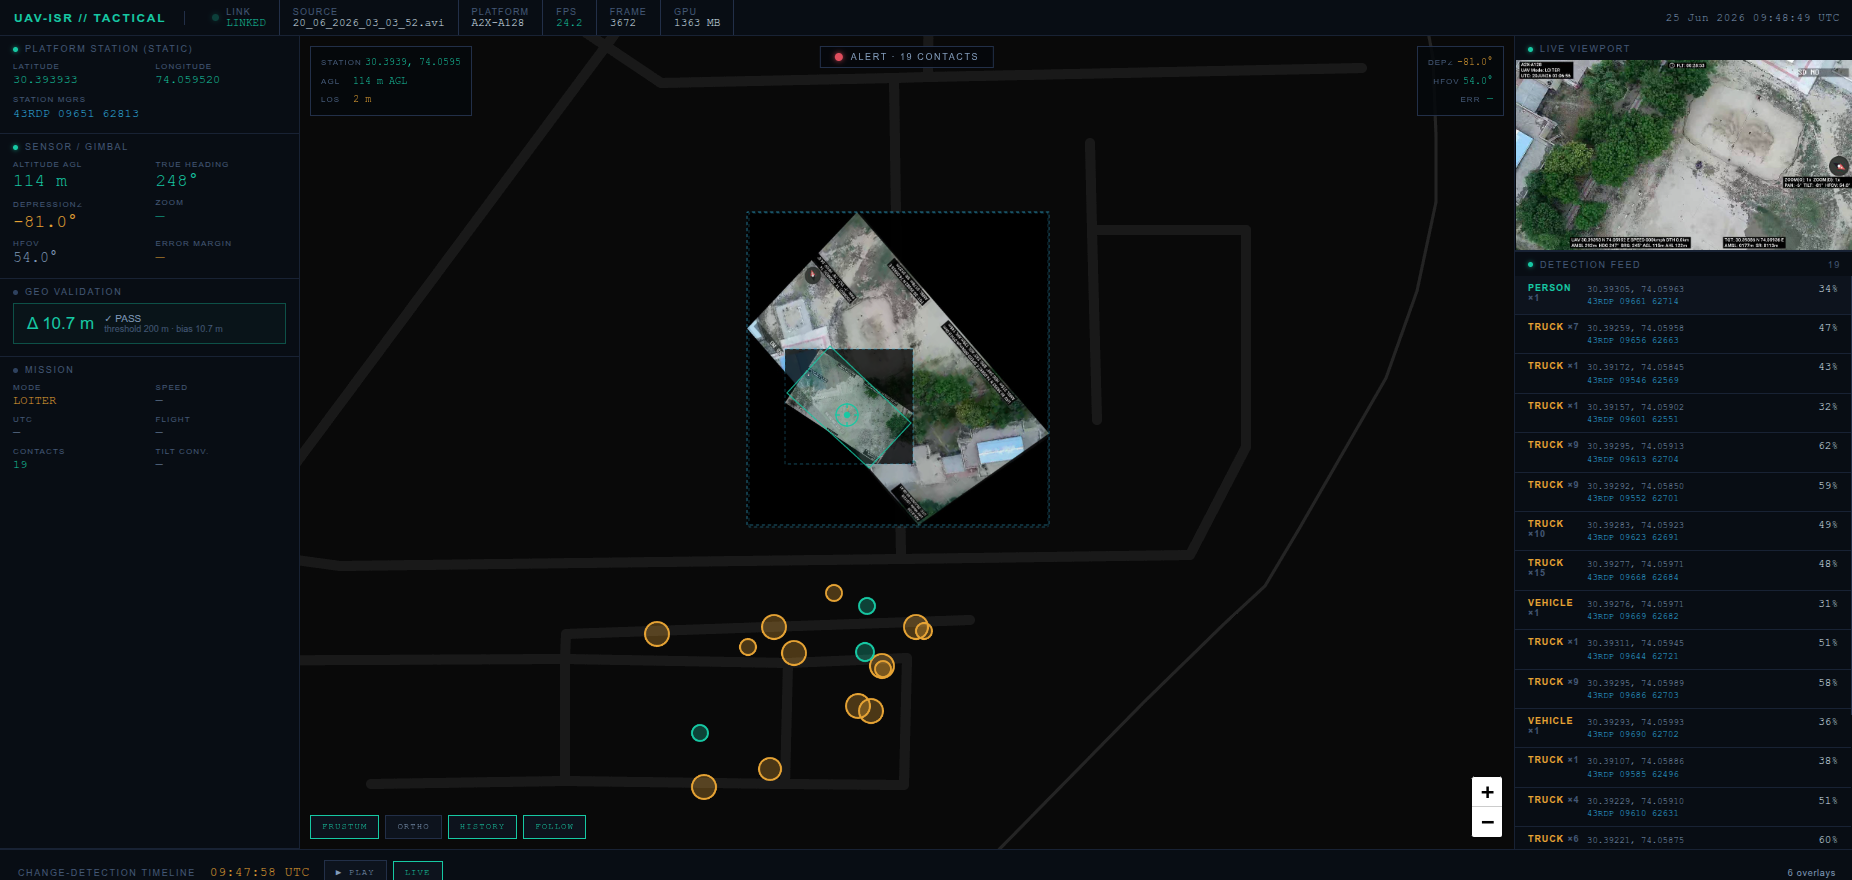 UAV-ISR // TACTICAL
LINK
LINKED
SOURCE
20_06_2026_03_03_52.avi
PLATFORM
A2X-A128
FPS
24.2
FRAME
3672
GPU
1363 MB
25 Jun 2026 09:48:49 UTC
PLATFORM STATION (STATIC)
LATITUDE
30.393933
LONGITUDE
74.059520
STATION MGRS
43RDP 09651 62813
SENSOR / GIMBAL
ALTITUDE AGL
114 m
TRUE HEADING
248°
DEPRESSION∠
-81.0°
ZOOM
—
HFOV
54.0°
ERROR MARGIN
—
GEO VALIDATION
Δ 10.7 m
✓ PASS
threshold 200 m · bias 10.7 m
MISSION
MODE
LOITER
SPEED
—
UTC
—
FLIGHT
—
CONTACTS
19
TILT CONV.
—
STATION 30.3939, 74.0595
AGL 114 m AGL
LOS 2 m
ALERT · 19 CONTACTS
DEP∠ -81.0°
HFOV 54.0°
ERR —
FRUSTUM
ORTHO
HISTORY
FOLLOW
+
−
LIVE VIEWPORT
A2X-A128
UAV Mode: LOITER
DETECTION FEED
19
PERSON ×1
30.39305, 74.05963
43RDP 09661 62714
34%
TRUCK ×7
30.39259, 74.05958
43RDP 09656 62663
47%
TRUCK ×1
30.39172, 74.05845
43RDP 09546 62569
43%
TRUCK ×1
30.39157, 74.05902
43RDP 09601 62551
32%
TRUCK ×9
30.39295, 74.05913
43RDP 09613 62704
62%
TRUCK ×9
30.39292, 74.05850
43RDP 09552 62701
59%
TRUCK ×10
30.39283, 74.05923
43RDP 09623 62691
49%
TRUCK ×15
30.39277, 74.05971
43RDP 09668 62684
48%
VEHICLE ×1
30.39276, 74.05971
43RDP 09669 62682
31%
TRUCK ×1
30.39311, 74.05945
43RDP 09644 62721
51%
TRUCK ×9
30.39295, 74.05989
43RDP 09686 62703
58%
VEHICLE ×1
30.39293, 74.05993
43RDP 09690 62702
36%
TRUCK ×1
30.39107, 74.05886
43RDP 09585 62496
38%
TRUCK ×4
30.39229, 74.05910
43RDP 09610 62631
51%
TRUCK ×6
30.39221, 74.05875
60%
CHANGE-DETECTION TIMELINE
09:47:58 UTC
▶ PLAY
LIVE
6 overlays